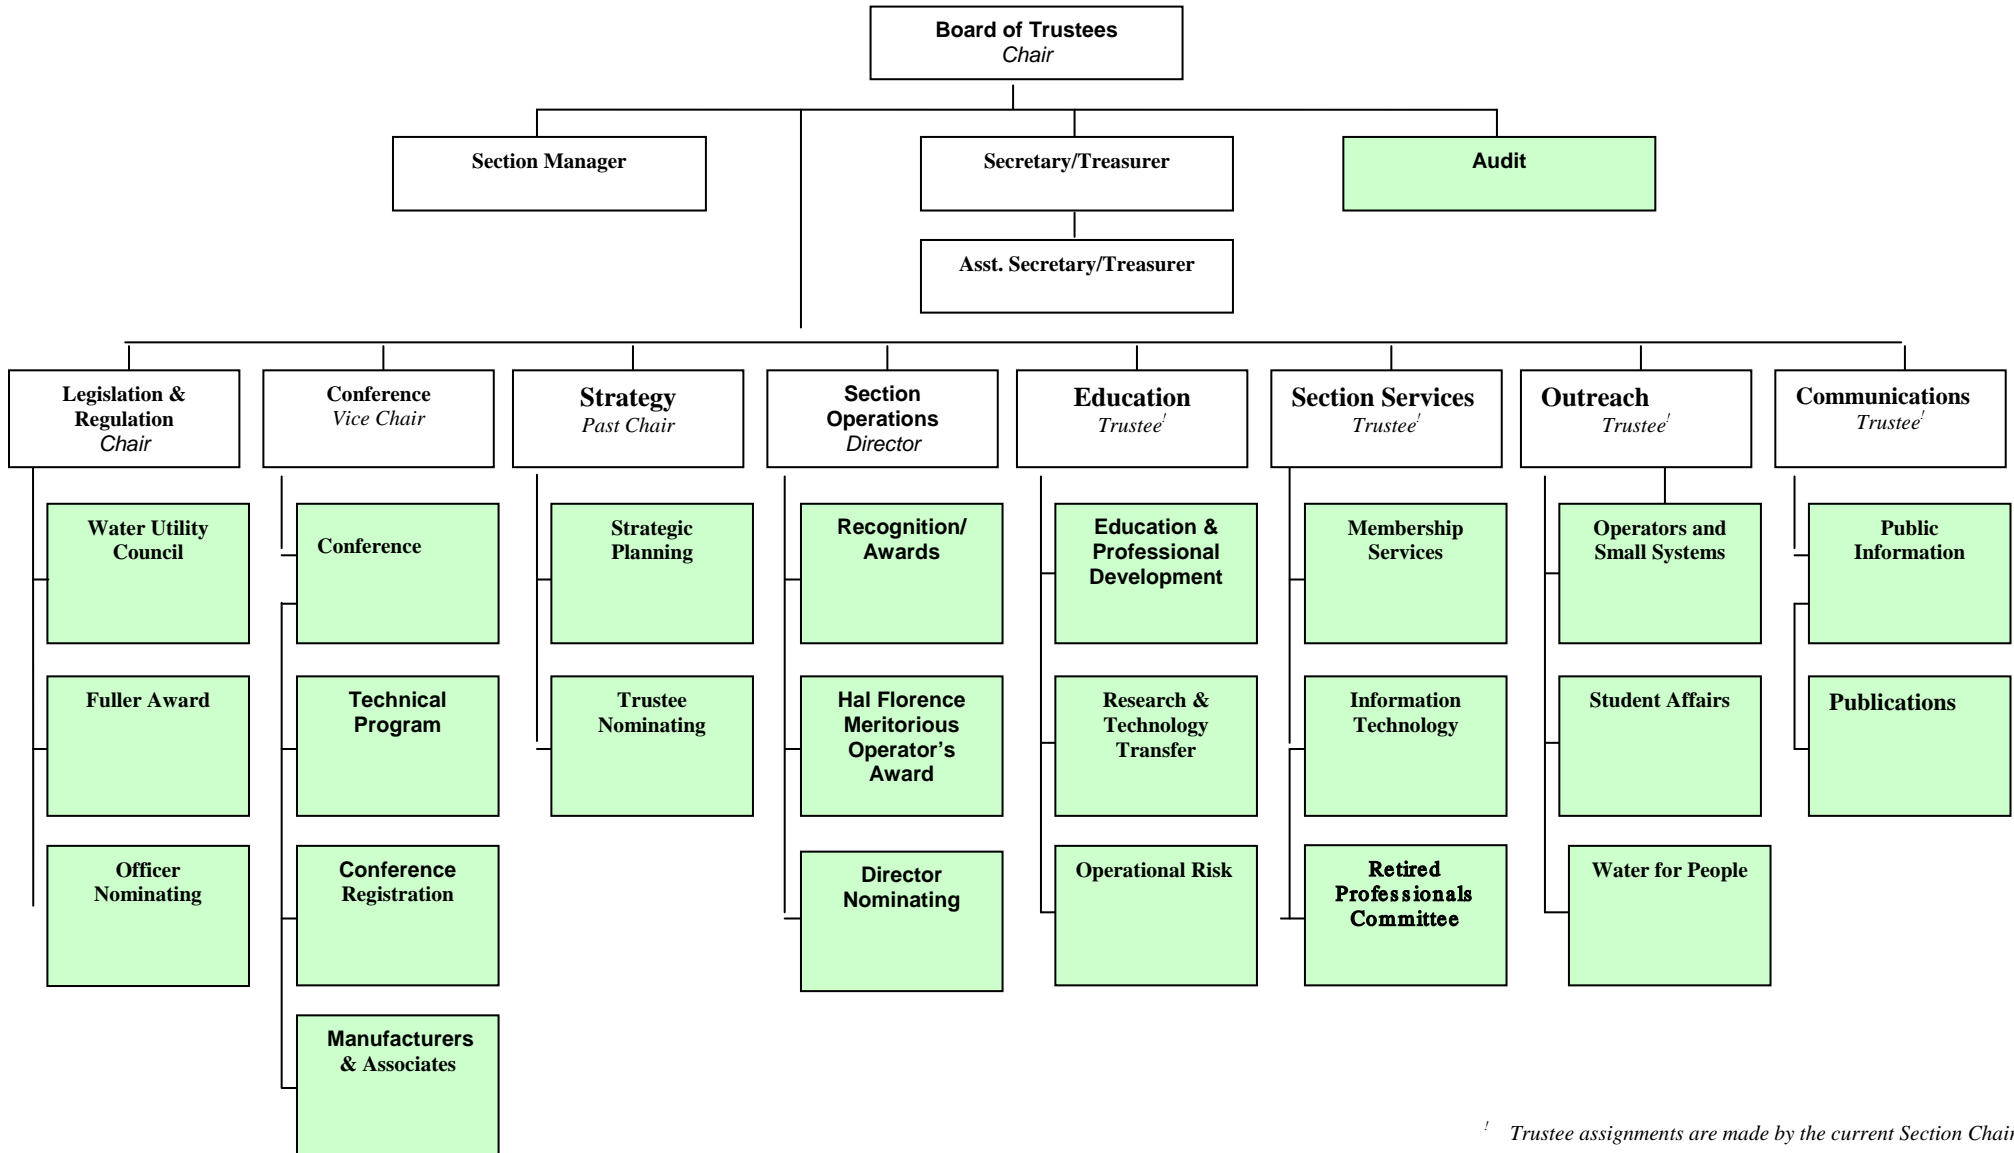 Board of Trustees
Chair
Section Manager
Secretary/Treasurer
Audit
Asst. Secretary/Treasurer
Legislation &
Regulation
Chair
Conference
Vice Chair
Strategy
Past Chair
Section
Operations
Director
Education
Trustee!
Section Services
Trustee!
Outreach
Trustee!
Communications
Trustee!
Water Utility
Council
Conference
Strategic
Planning
Recognition/
Awards
Education &
Professional
Development
Membership
Services
Operators and
Small Systems
Public
Information
Fuller Award
Technical
Program
Trustee
Nominating
Hal Florence
Meritorious
Operator’s
Award
Research &
Technology
Transfer
Information
Technology
Student Affairs
Publications
Officer
Nominating
Conference
Registration
Director
Nominating
Operational Risk
Retired
Professionals
Committee
Water for People
Manufacturers
& Associates
! Trustee assignments are made by the current Section Chair